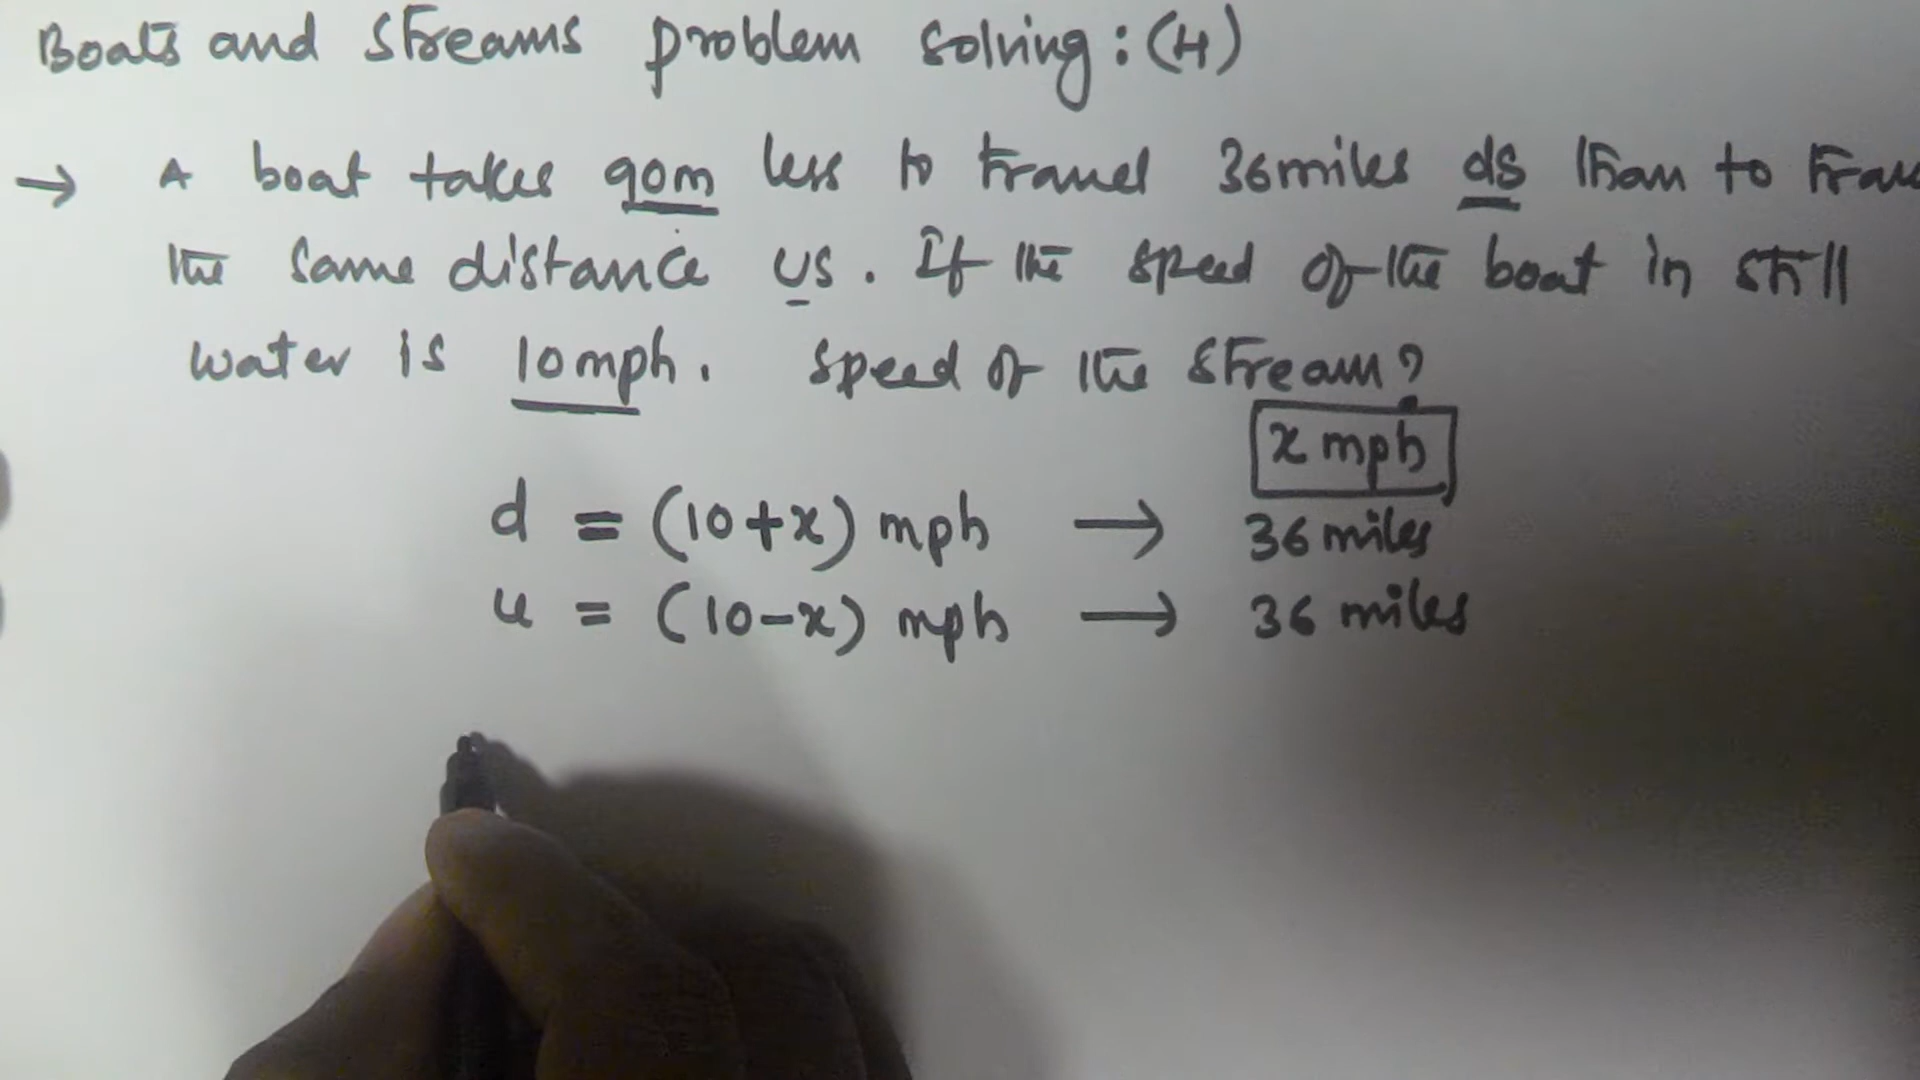 Boats and streams problem solving: (4)
→ A boat takes 90m less to travel 36miles ds than to trav
the same distance us. If the speed of the boat in still
water is 10mph. speed of the stream?
x mph
d = (10+x) mph → 36 miles
u = (10-x) mph → 36 miles